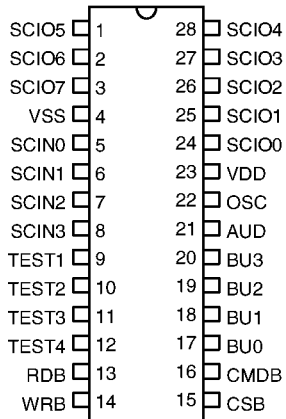 SCIO5 1 28 SCIO4
SCIO6 2 27 SCIO3
SCIO7 3 26 SCIO2
VSS 4 25 SCIO1
SCIN0 5 24 SCIO0
SCIN1 6 23 VDD
SCIN2 7 22 OSC
SCIN3 8 21 AUD
TEST1 9 20 BU3
TEST2 10 19 BU2
TEST3 11 18 BU1
TEST4 12 17 BU0
RDB 13 16 CMDB
WRB 14 15 CSB